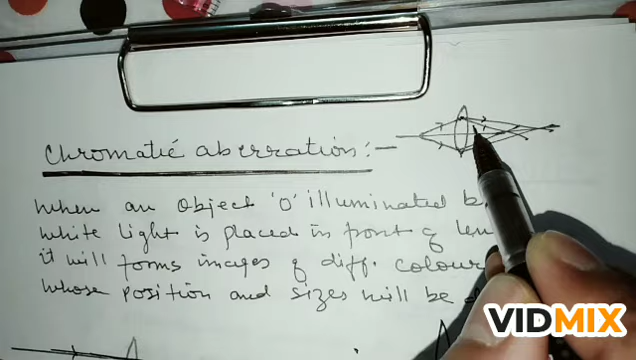 Chromatic aberration:-
When an object 'O' illuminated b
white light is placed in front of len
it will forms images of diff. colour
whose position and sizes will be d
VIDMIX